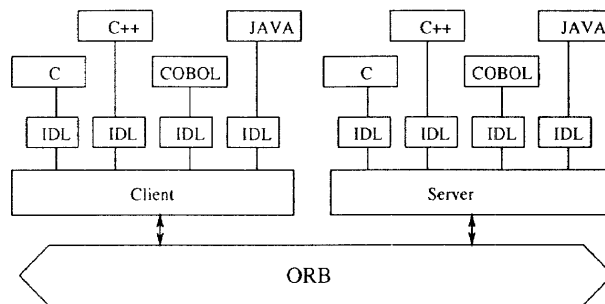 C++ JAVA C++ JAVA
C COBOL C COBOL
IDL IDL IDL IDL IDL IDL IDL IDL
Client Server
ORB